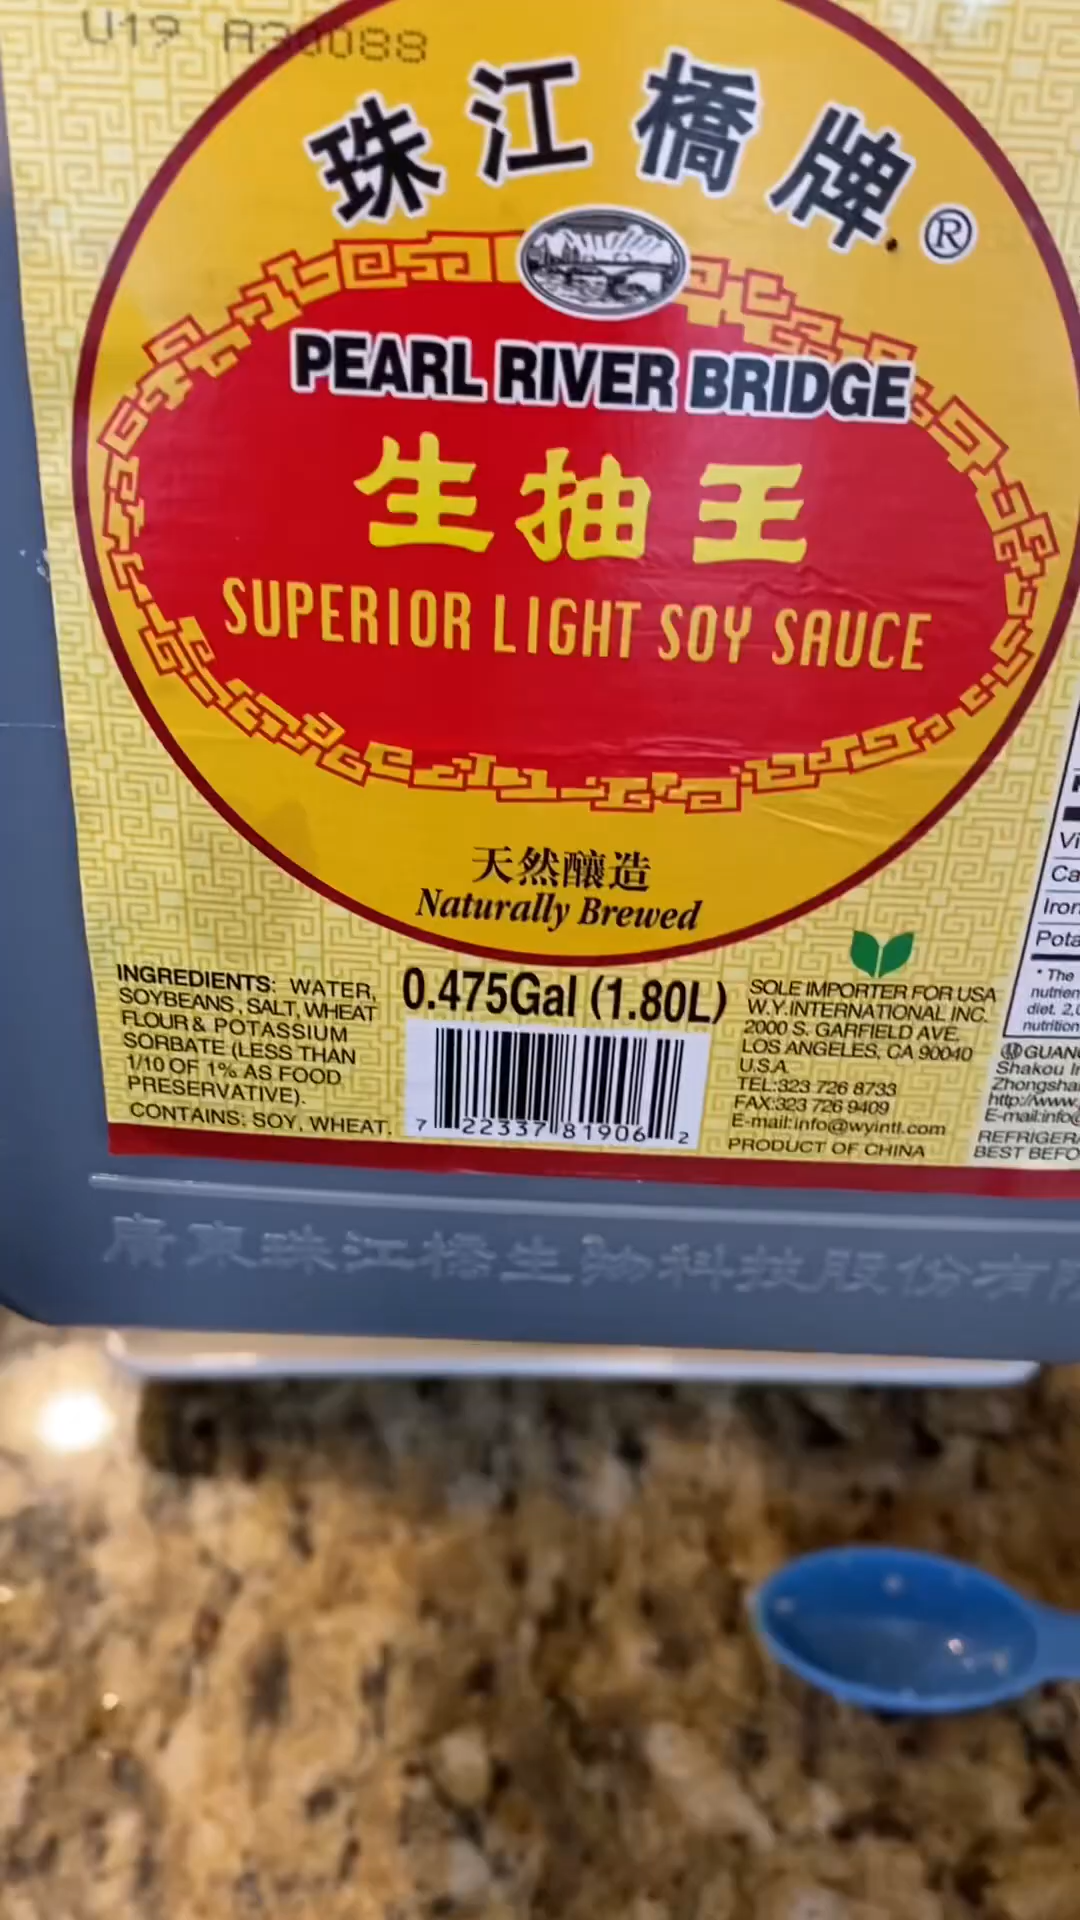 U19 A30088
珠江橋牌®
PEARL RIVER BRIDGE
生抽王
SUPERIOR LIGHT SOY SAUCE
天然釀造
Naturally Brewed
INGREDIENTS: WATER,
SOYBEANS, SALT, WHEAT
FLOUR & POTASSIUM
SORBATE (LESS THAN
1/10 OF 1% AS FOOD
PRESERVATIVE).
CONTAINS: SOY, WHEAT.
0.475Gal (1.80L)
7 22337 81906 2
SOLE IMPORTER FOR USA
W.Y.INTERNATIONAL INC.
2000 S. GARFIELD AVE.
LOS ANGELES, CA 90040
U.S.A.
TEL:323 726 8733
FAX:323 726 9409
E-mail:info@wyintl.com
PRODUCT OF CHINA
Vi
Ca
Iron
Pota
* The
nutrien
diet. 2,0
nutrition
GUANG
Shakou In
Zhongsha
http://www.
E-mail:info@
REFRIGERA
BEST BEFO
廣東珠江橋生物科技股份有限